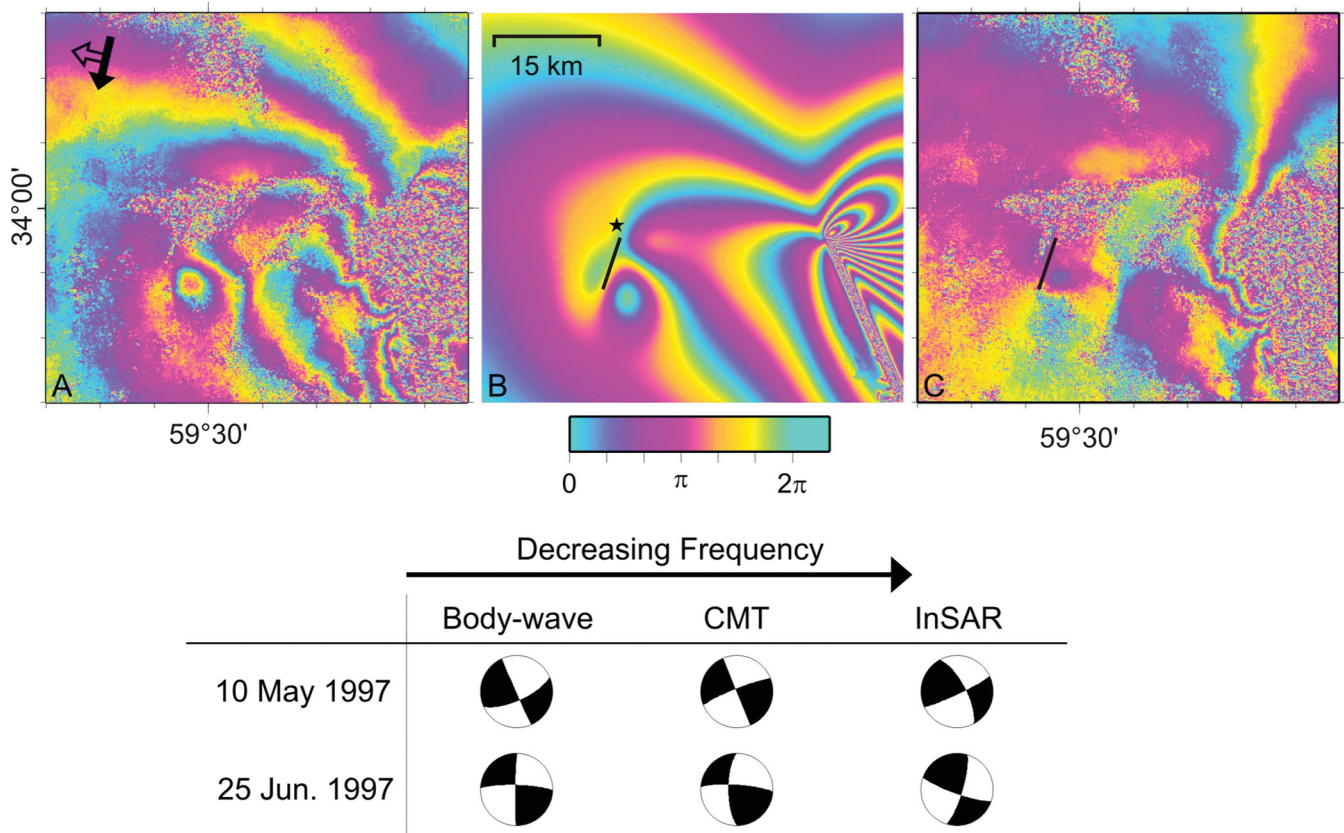 15 km
34°00'
A
B
C
59°30'
59°30'
0
π
2π
Decreasing Frequency
Body-wave CMT InSAR
10 May 1997
25 Jun. 1997